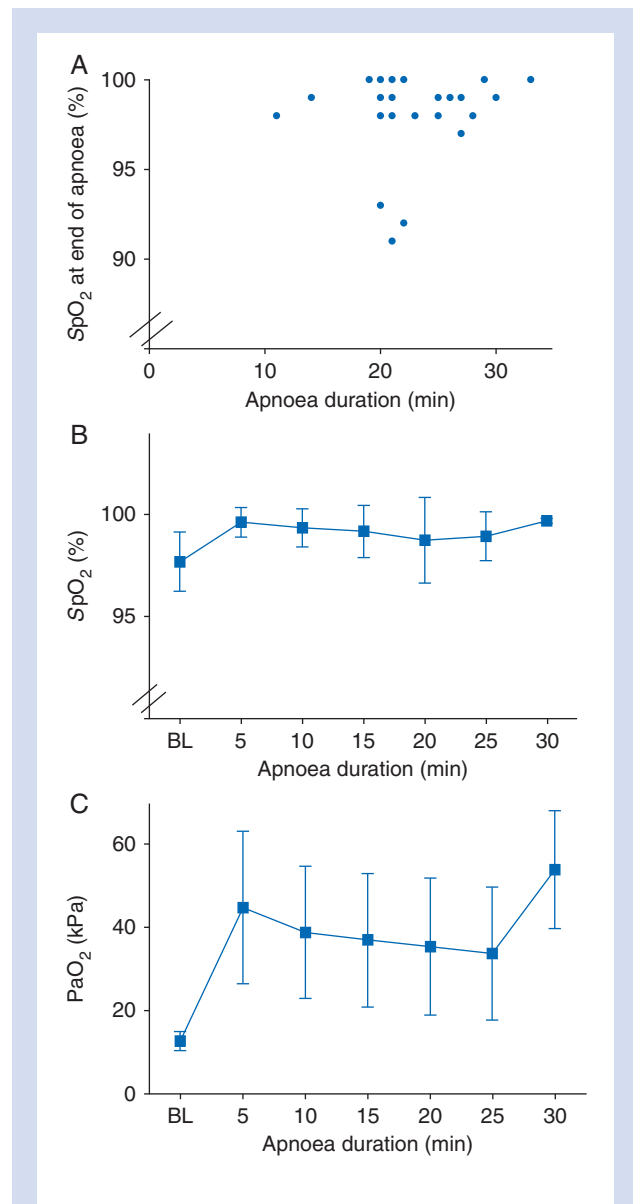 A
SpO2 at end of apnoea (%)
100
95
90
0 10 20 30
Apnoea duration (min)
B
SpO2 (%)
100
95
BL 5 10 15 20 25 30
Apnoea duration (min)
C
PaO2 (kPa)
60
40
20
0
BL 5 10 15 20 25 30
Apnoea duration (min)